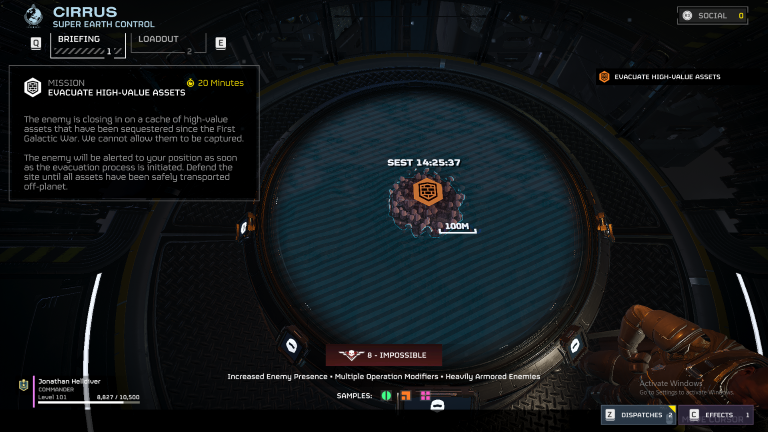 CIRRUS
SUPER EARTH CONTROL
SOCIAL 0
Q BRIEFING 1 LOADOUT 2 E
MISSION 20 Minutes
EVACUATE HIGH-VALUE ASSETS
EVACUATE HIGH-VALUE ASSETS
The enemy is closing in on a cache of high-value
assets that have been sequestered since the First
Galactic War. We cannot allow them to be captured.
The enemy will be alerted to your position as soon
as the evacuation process is initiated. Defend the
site until all assets have been safely transported
off-planet.
SEST 14:25:37
100M
8 - IMPOSSIBLE
Increased Enemy Presence • Multiple Operation Modifiers • Heavily Armored Enemies
SAMPLES:
Jonathan Helldiver
COMMANDER
Level 101 8,827 / 10,500
Activate Windows
Go to Settings to activate Windows.
Z DISPATCHES 2 C EFFECTS 1
MOVE CURSOR